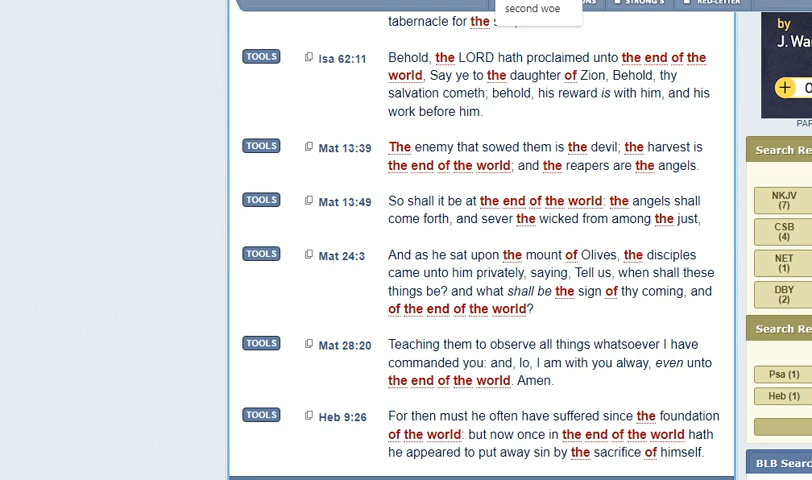 second woe
RED-LETTER
tabernacle for the
TOOLS Isa 62:11 Behold, the LORD hath proclaimed unto the end of the
world, Say ye to the daughter of Zion, Behold, thy
salvation cometh; behold, his reward is with him, and his
work before him.
TOOLS Mat 13:39 The enemy that sowed them is the devil; the harvest is
the end of the world; and the reapers are the angels.
TOOLS Mat 13:49 So shall it be at the end of the world: the angels shall
come forth, and sever the wicked from among the just,
TOOLS Mat 24:3 And as he sat upon the mount of Olives, the disciples
came unto him privately, saying, Tell us, when shall these
things be? and what shall be the sign of thy coming, and
of the end of the world?
TOOLS Mat 28:20 Teaching them to observe all things whatsoever I have
commanded you: and, lo, I am with you alway, even unto
the end of the world. Amen.
TOOLS Heb 9:26 For then must he often have suffered since the foundation
of the world: but now once in the end of the world hath
he appeared to put away sin by the sacrifice of himself.
by
J. Wa
+ 0
PAR
Search Re
NKJV
(7)
CSB
(4)
NET
(1)
DBY
(2)
Search Re
Psa (1)
Heb (1)
BLB Searc